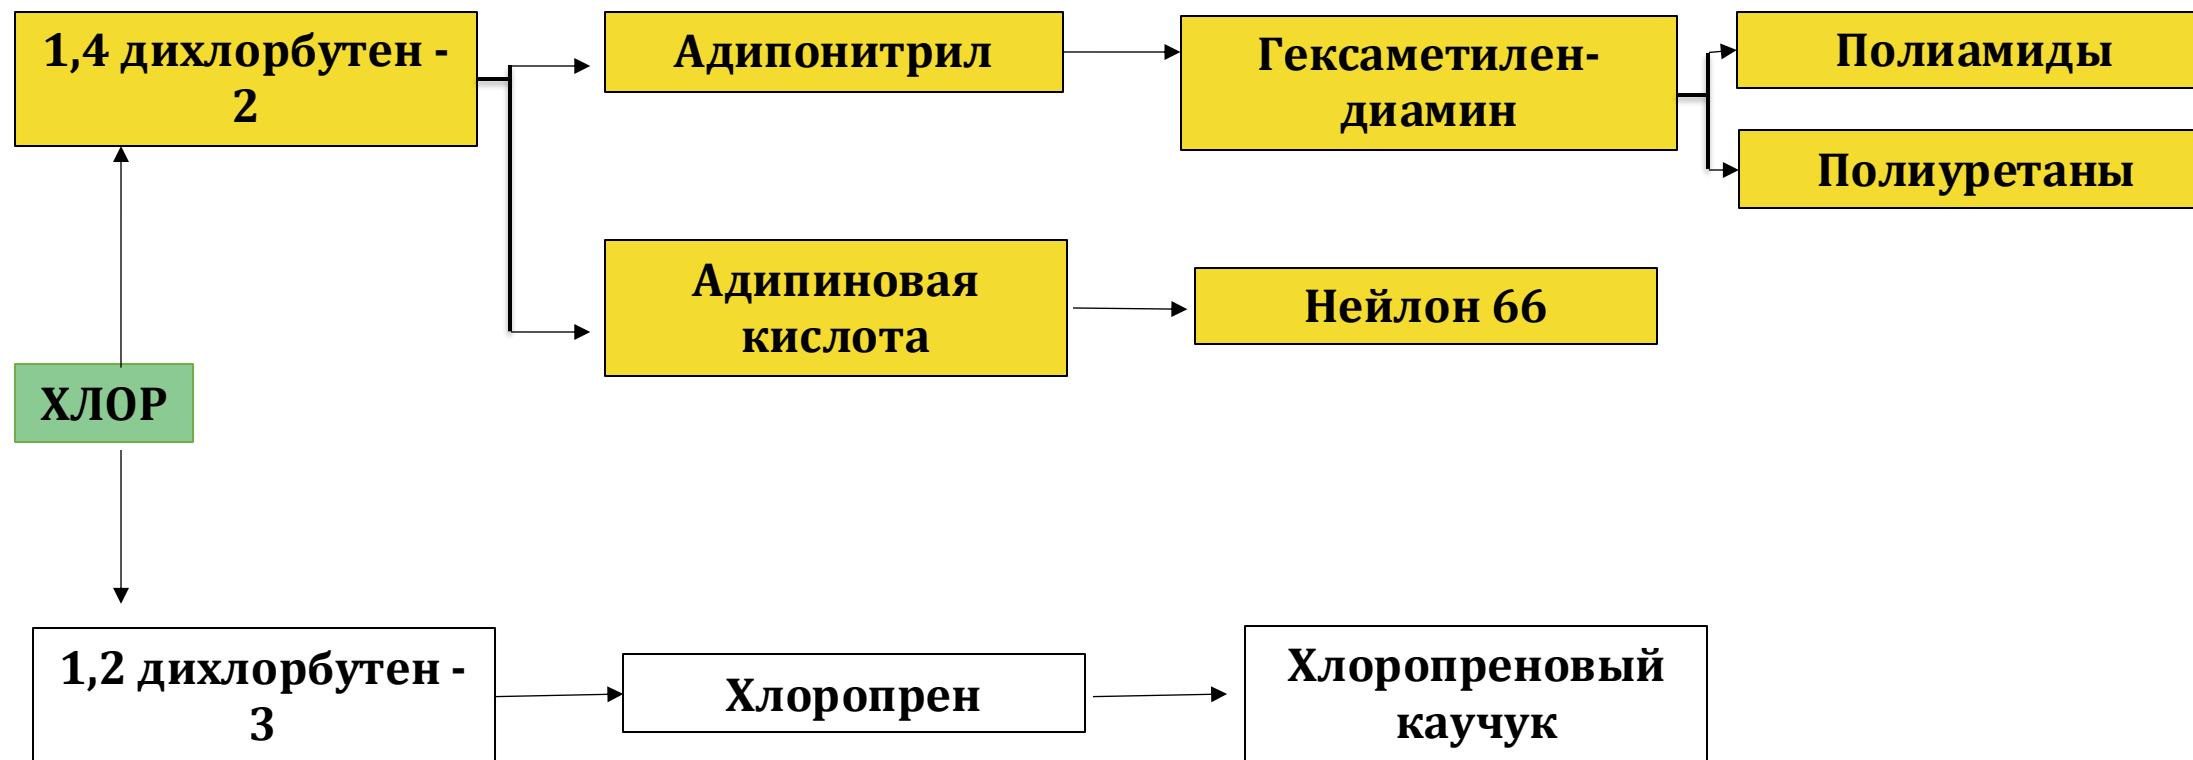 1,4 дихлорбутен -
2
Адипонитрил
Гексаметилен-
диамин
Полиамиды
Полиуретаны
Адипиновая
кислота
Нейлон 66
ХЛОР
1,2 дихлорбутен -
3
Хлоропрен
Хлоропреновый
каучук